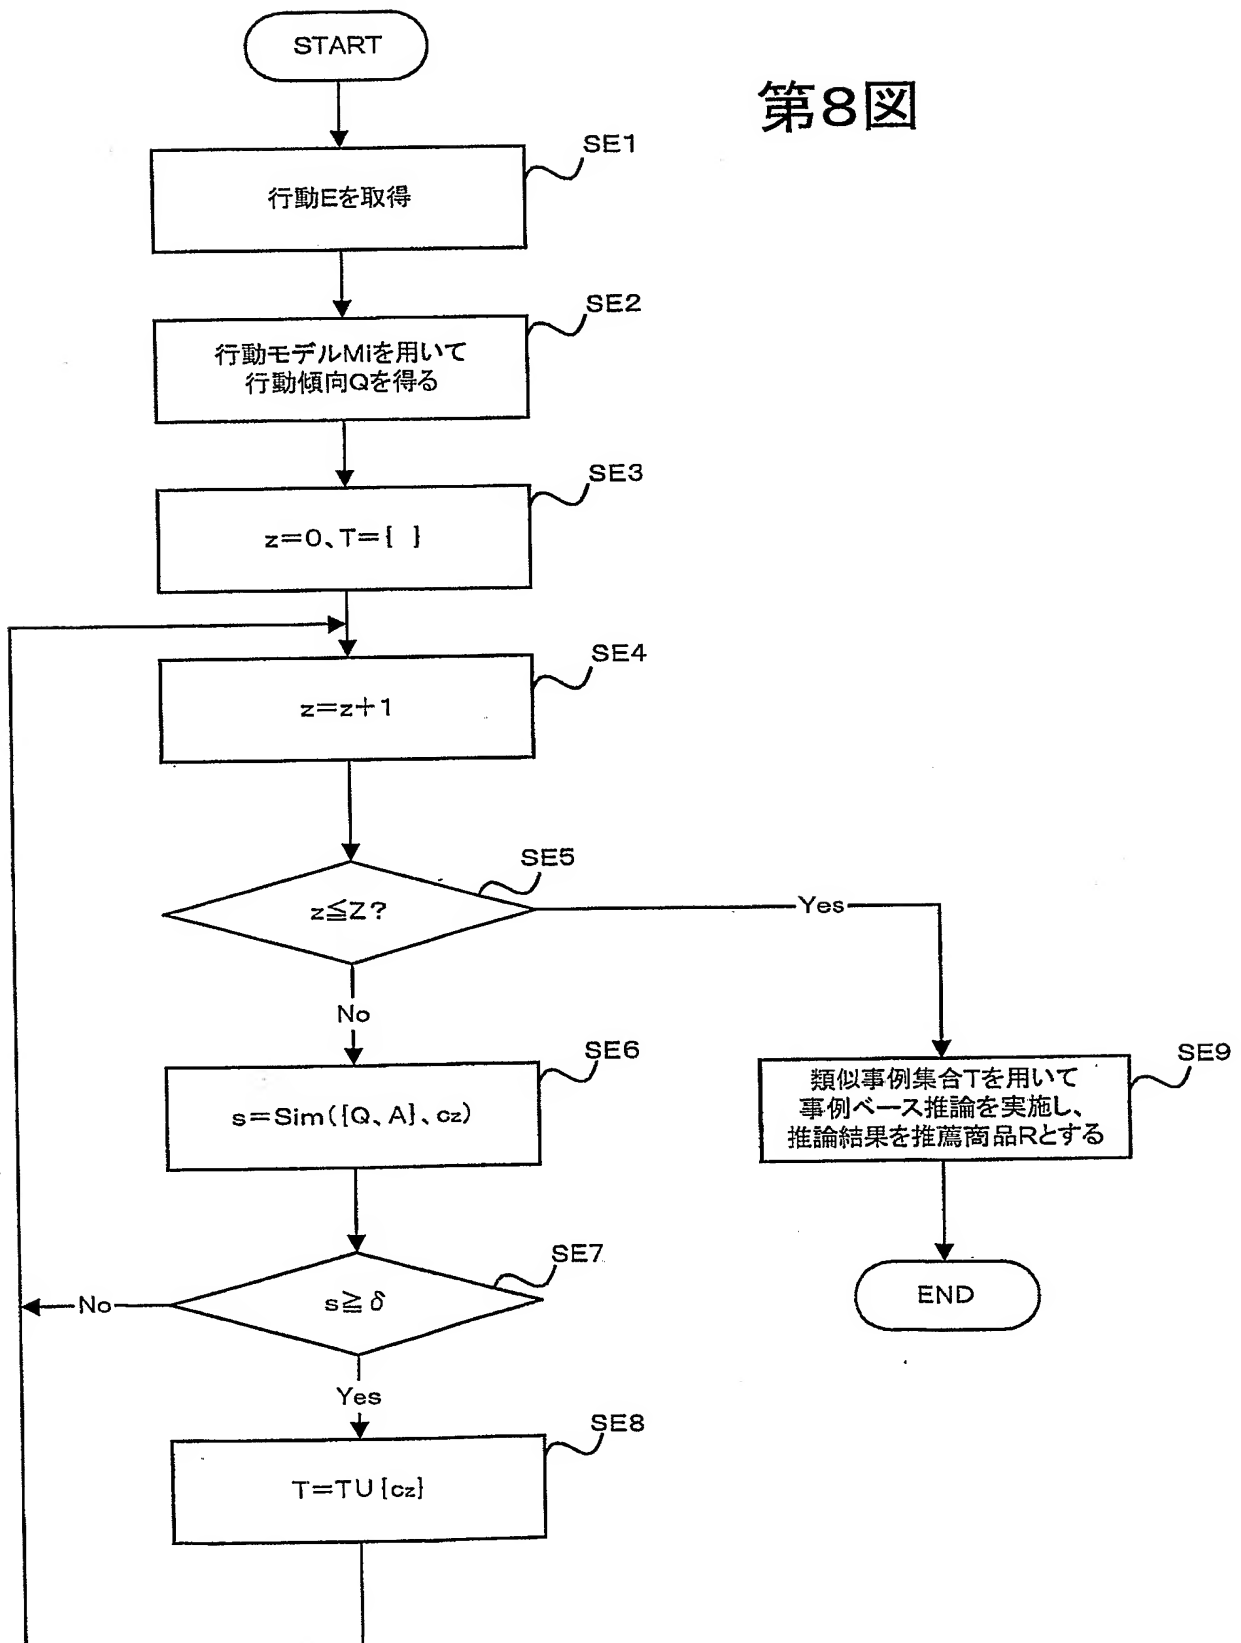 START
第8図
SE1
行動Eを取得
SE2
行動モデルMiを用いて
行動傾向Qを得る
SE3
z=0、T={ }
SE4
z=z+1
SE5
z≦Z?
Yes
No
SE6
s=Sim({Q、A}、cz)
SE9
類似事例集合Tを用いて
事例ベース推論を実施し、
推論結果を推薦商品Rとする
SE7
s≧δ
No
END
Yes
SE8
T=TU{cz}